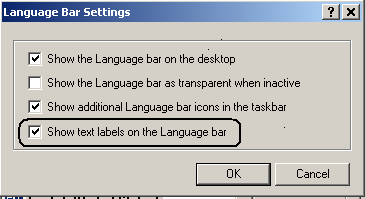 Language Bar Settings
Show the Language bar on the desktop
Show the Language bar as transparent when inactive
Show additional Language bar icons in the taskbar
Show text labels on the Language bar
OK Cancel